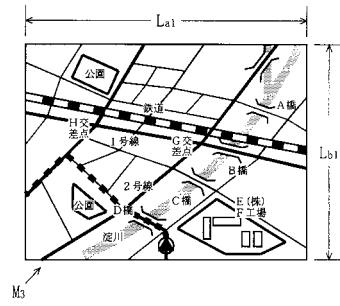 La1
公園
鉄道
A橋
H交
差点
1号線
G交
差点
B橋
2号線
公園
D橋
C橋
E(株)
F工場
淀川
Lb1
M3